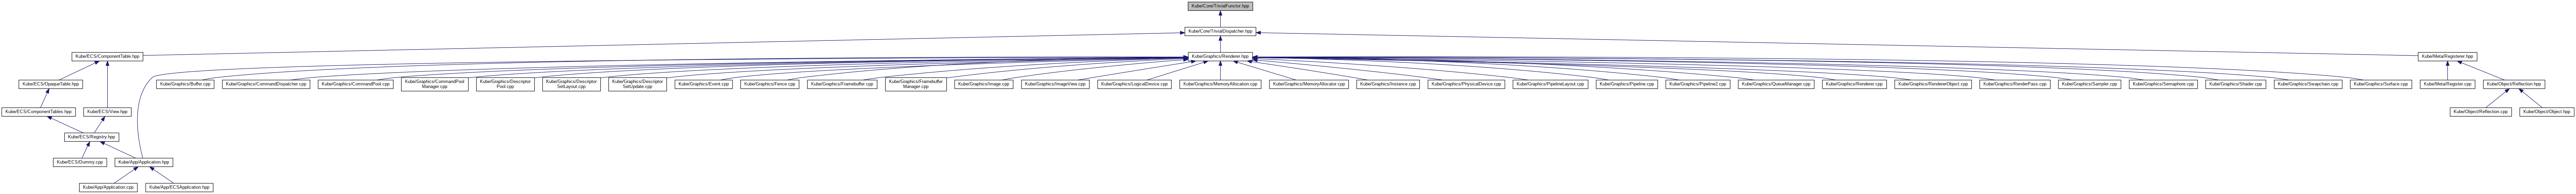 Kube/Core/TrivialFunctor.hpp
Kube/Core/TrivialDispatcher.hpp
Kube/ECS/ComponentTable.hpp
Kube/Graphics/Renderer.hpp
Kube/Meta/Registerer.hpp
Kube/ECS/OpaqueTable.hpp
Kube/Graphics/Buffer.cpp
Kube/Graphics/CommandDispatcher.cpp
Kube/Graphics/CommandPool.cpp
Kube/Graphics/CommandPool
Manager.cpp
Kube/Graphics/Descriptor
Pool.cpp
Kube/Graphics/Descriptor
SetLayout.cpp
Kube/Graphics/Descriptor
SetUpdate.cpp
Kube/Graphics/Event.cpp
Kube/Graphics/Fence.cpp
Kube/Graphics/Framebuffer.cpp
Kube/Graphics/Framebuffer
Manager.cpp
Kube/Graphics/Image.cpp
Kube/Graphics/ImageView.cpp
Kube/Graphics/LogicalDevice.cpp
Kube/Graphics/MemoryAllocation.cpp
Kube/Graphics/MemoryAllocator.cpp
Kube/Graphics/Instance.cpp
Kube/Graphics/PhysicalDevice.cpp
Kube/Graphics/PipelineLayout.cpp
Kube/Graphics/Pipeline.cpp
Kube/Graphics/Pipeline2.cpp
Kube/Graphics/QueueManager.cpp
Kube/Graphics/Renderer.cpp
Kube/Graphics/RenderObject.cpp
Kube/Graphics/RenderPass.cpp
Kube/Graphics/Sampler.cpp
Kube/Graphics/Semaphore.cpp
Kube/Graphics/Shader.cpp
Kube/Graphics/Swapchain.cpp
Kube/Graphics/Surface.cpp
Kube/Meta/Register.cpp
Kube/Object/Reflection.hpp
Kube/ECS/ComponentTables.hpp
Kube/ECS/View.hpp
Kube/Object/Reflection.cpp
Kube/Object/Object.hpp
Kube/ECS/Registry.hpp
Kube/ECS/Dummy.cpp
Kube/App/Application.hpp
Kube/App/Application.cpp
Kube/App/ECSApplication.hpp